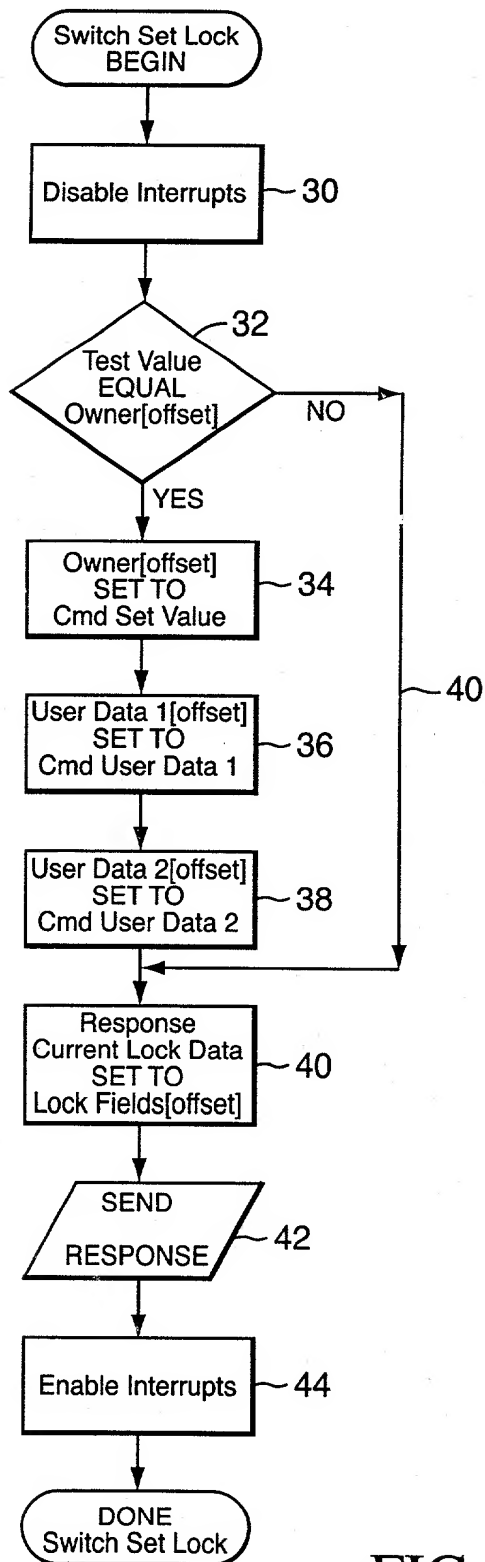 Switch Set Lock
BEGIN
Disable Interrupts
30
32
Test Value
EQUAL
Owner[offset]
NO
YES
Owner[offset]
SET TO
Cmd Set Value
34
40
User Data 1[offset]
SET TO
Cmd User Data 1
36
User Data 2[offset]
SET TO
Cmd User Data 2
38
Response
Current Lock Data
SET TO
Lock Fields[offset]
40
SEND
RESPONSE
42
Enable Interrupts
44
DONE
Switch Set Lock